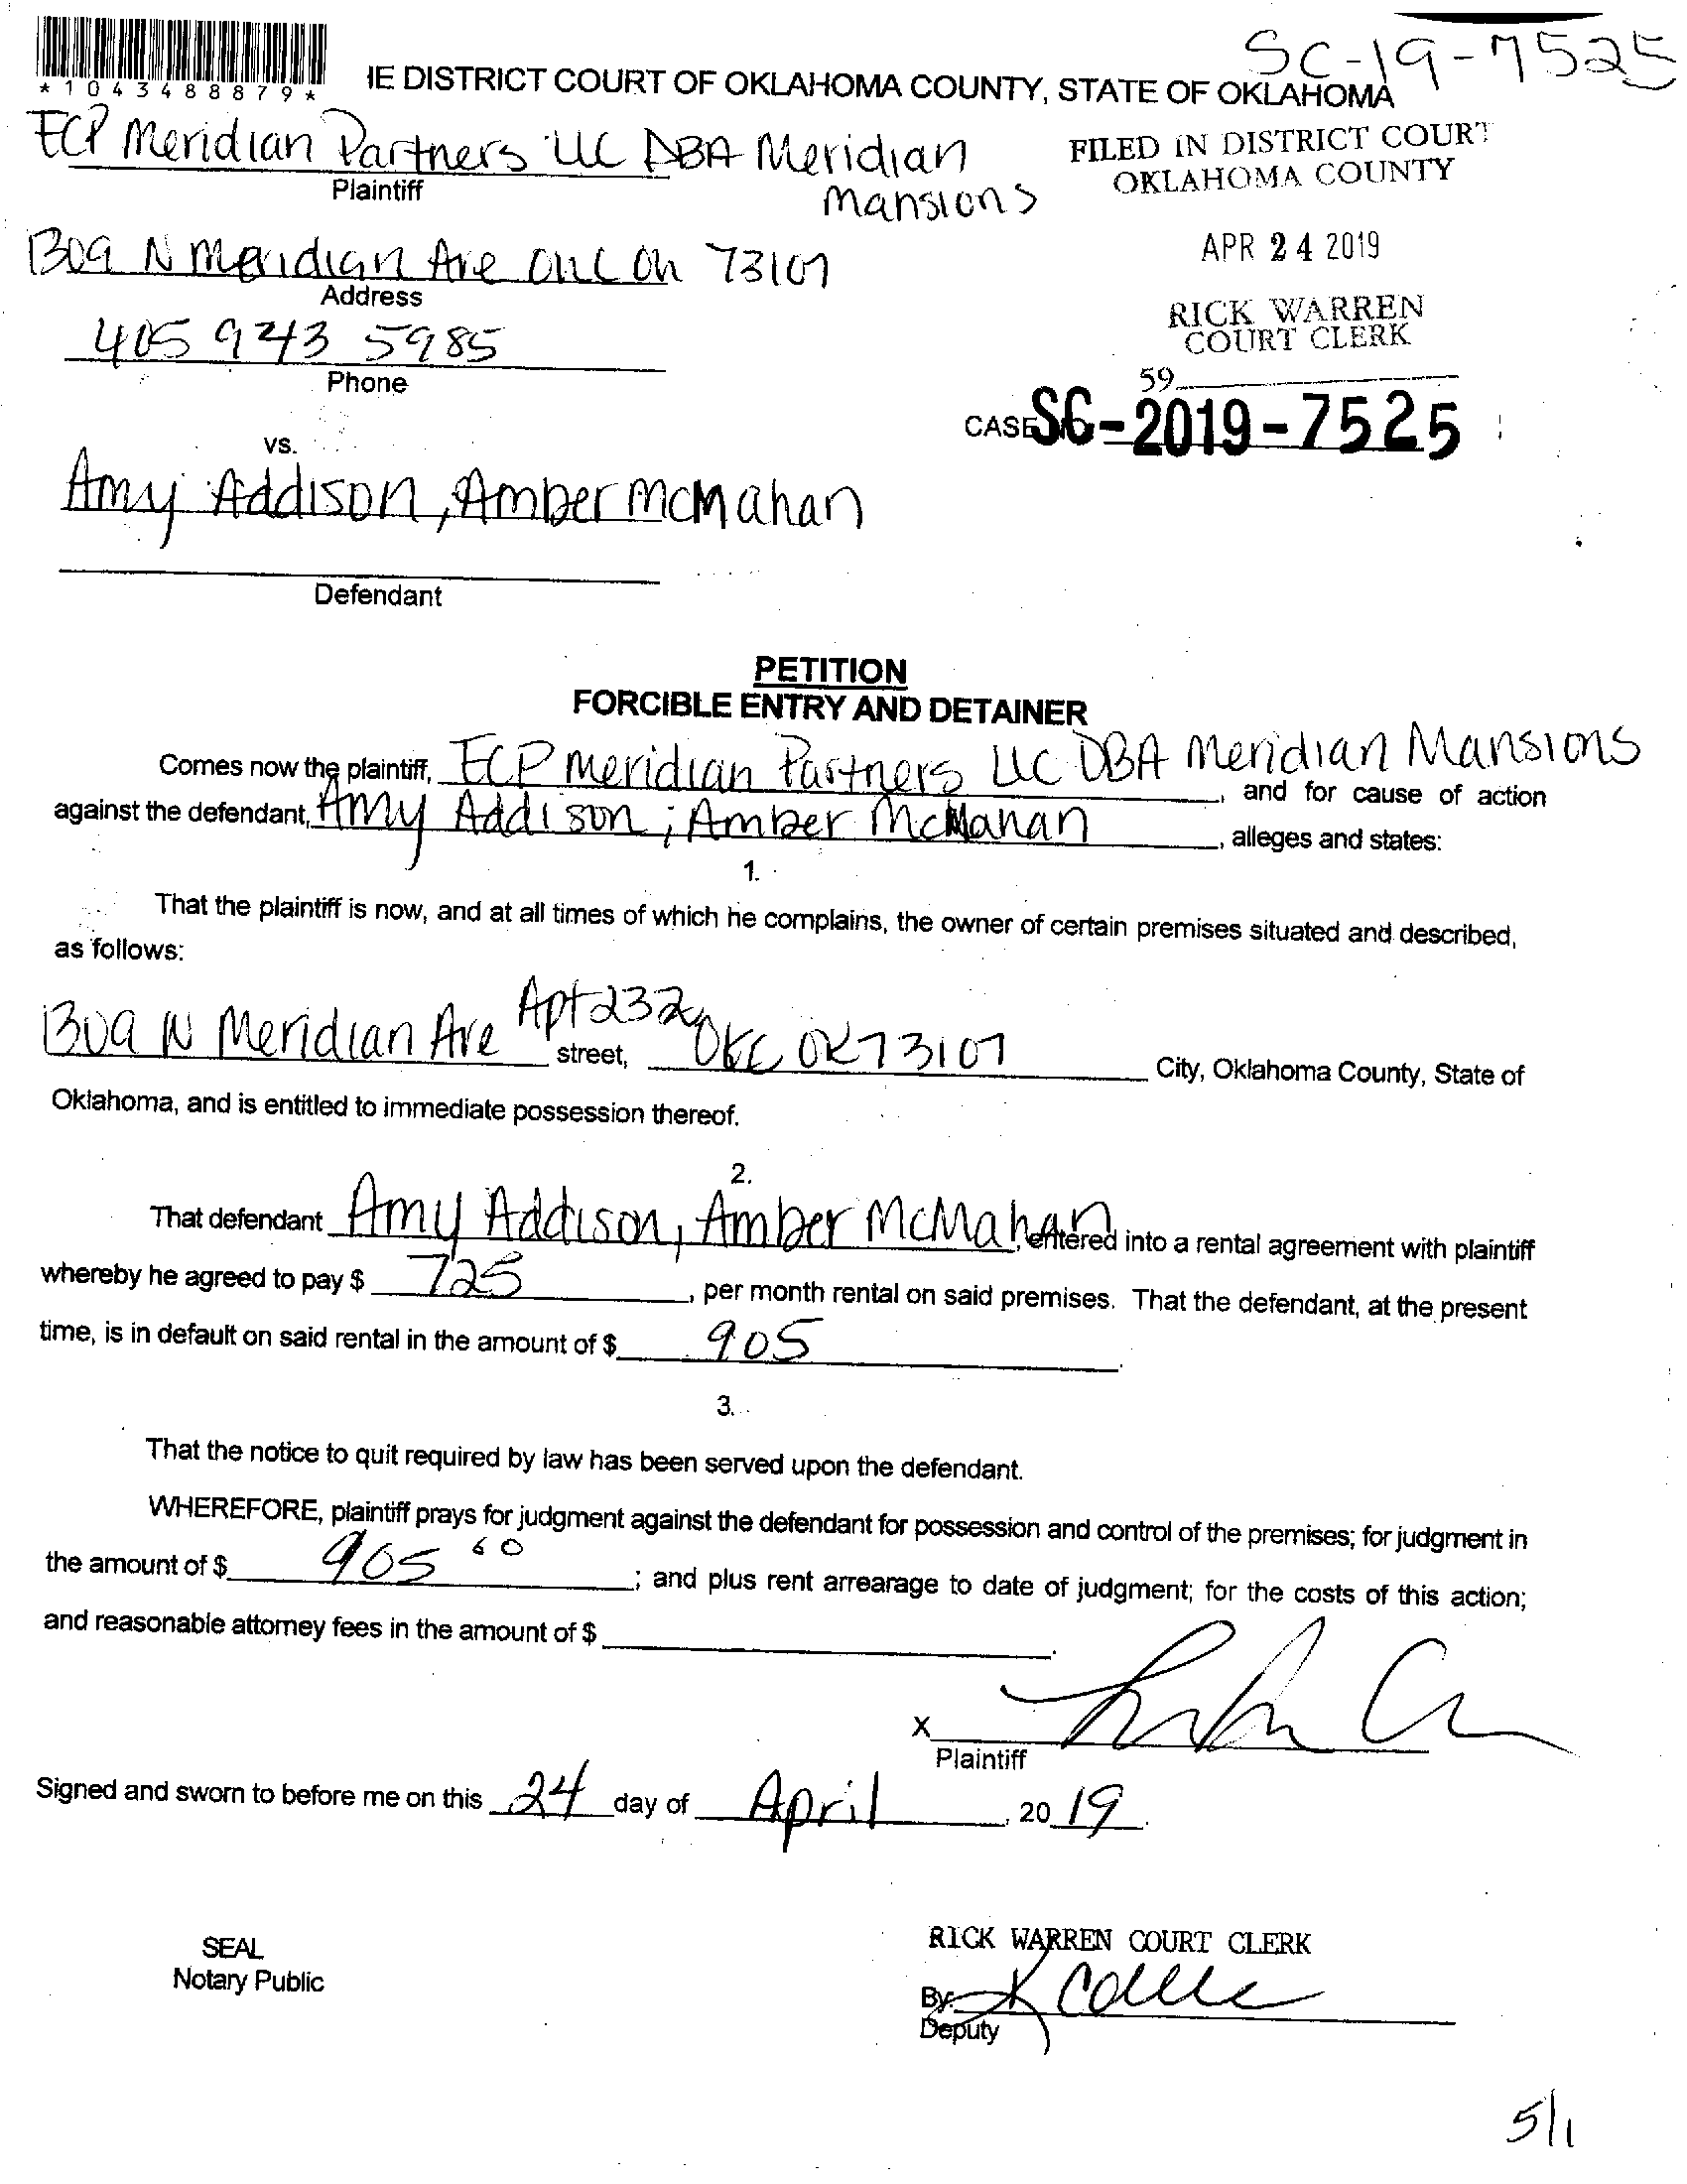 SC-19-7525
*1043488879*
IE DISTRICT COURT OF OKLAHOMA COUNTY, STATE OF OKLAHOMA
ECP Meridian Partners LLC DBA Meridian
Mansions
Plaintiff
FILED IN DISTRICT COURT
OKLAHOMA COUNTY
1309 N Meridian Ave OKC OK 73107
Address
APR 24 2019
405 943 5985
Phone
RICK WARREN
COURT CLERK
59
CASE SC-2019-7525
vs.
Amy Addison, Amber McMahan
Defendant
PETITION
FORCIBLE ENTRY AND DETAINER
Comes now the plaintiff, ECP Meridian Partners LLC DBA Meridian Mansions, and for cause of action
against the defendant, Amy Addison; Amber McMahan, alleges and states:
1.
That the plaintiff is now, and at all times of which he complains, the owner of certain premises situated and described,
as follows:
1309 N Meridian Ave Apt 232 street, OKC OK 73107 City, Oklahoma County, State of
Oklahoma, and is entitled to immediate possession thereof.
2.
That defendant Amy Addison, Amber McMahan, entered into a rental agreement with plaintiff
whereby he agreed to pay $ 725, per month rental on said premises. That the defendant, at the present
time, is in default on said rental in the amount of $ 905.
3.
That the notice to quit required by law has been served upon the defendant.
WHEREFORE, plaintiff prays for judgment against the defendant for possession and control of the premises; for judgment in
the amount of $ 905 60; and plus rent arrearage to date of judgment; for the costs of this action;
and reasonable attorney fees in the amount of $.
X
Plaintiff
Signed and sworn to before me on this 24 day of April, 20 19.
SEAL
Notary Public
RICK WARREN COURT CLERK
By:
Deputy
5/1